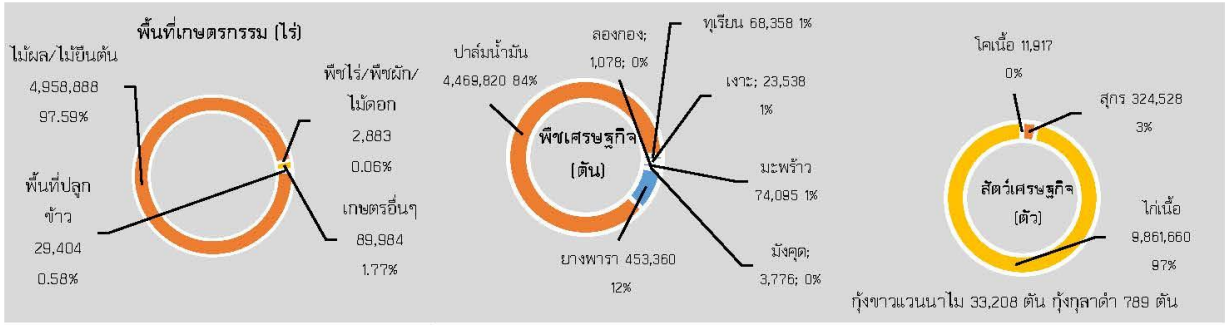 พื้นที่เกษตรกรรม (ไร่)
ไม้ผล/ไม้ยืนต้น
4,958,888
97.59%
พืชไร่/พืชผัก/
ไม้ดอก
2,883
0.06%
พื้นที่ปลูก
ข้าว
29,404
0.58%
เกษตรอื่นๆ
89,984
1.77%
ปาล์มน้ำมัน
4,469,820 84%
ลองกอง;
1,078; 0%
ทุเรียน 68,358 1%
เงาะ; 23,538
1%
พืชเศรษฐกิจ
(ตัน)
มะพร้าว
74,095 1%
ยางพารา 453,360
12%
มังคุด;
3,776; 0%
โคเนื้อ 11,917
0%
สุกร 324,528
3%
สัตว์เศรษฐกิจ
(ตัว)
ไก่เนื้อ
9,861,660
97%
กุ้งขาวแวนนาไม 33,208 ตัน กุ้งกุลาดำ 789 ตัน